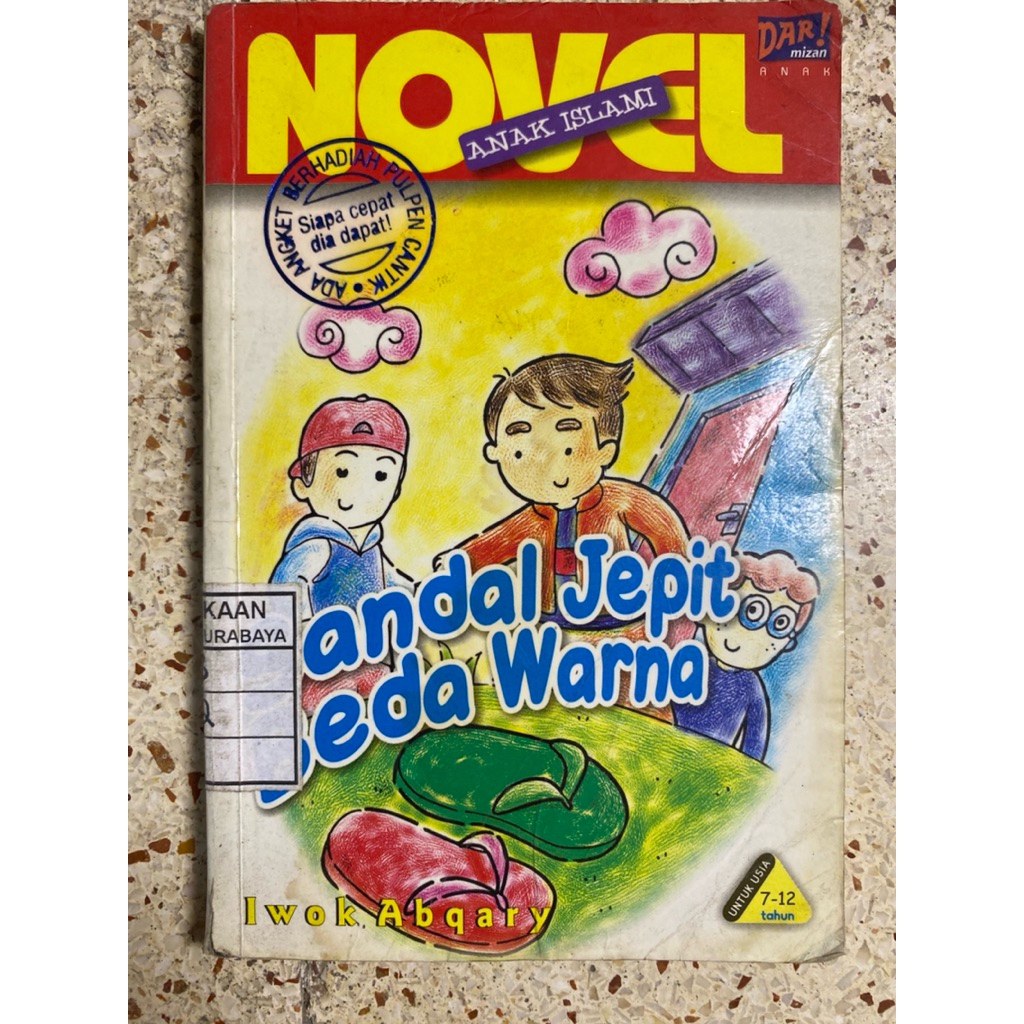 NOVEL
ANAK ISLAMI
DAR!
mizan
ANAK
ADA ANGKET BERHADIAH PULPEN CANTIK •
Siapa cepat
dia dapat!
KAAN
URABAYA
andal Jepit
Beda Warna
Iwok Abqary
UNTUK USIA
7-12
tahun